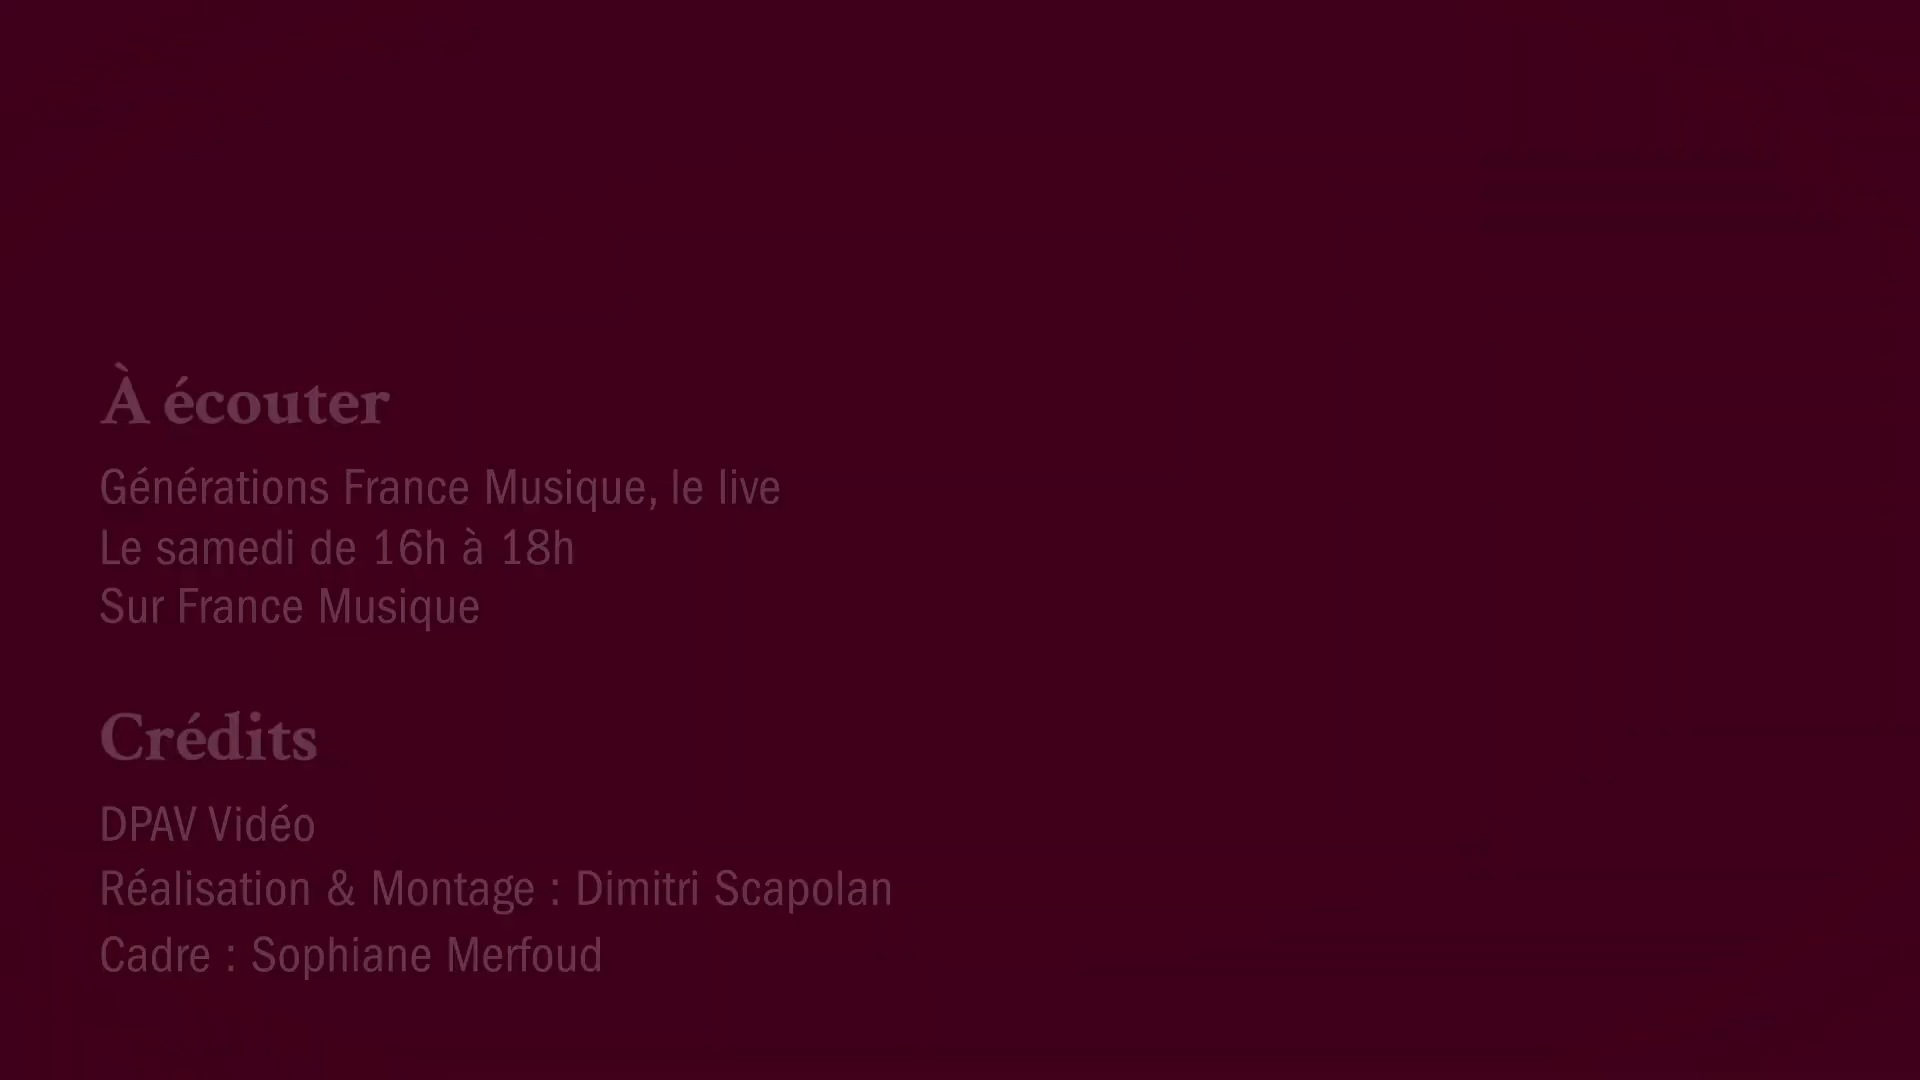 À écouter
Générations France Musique, le live
Le samedi de 16h à 18h
Sur France Musique
Crédits
DPAV Vidéo
Réalisation & Montage : Dimitri Scapolan
Cadre : Sophiane Merfoud